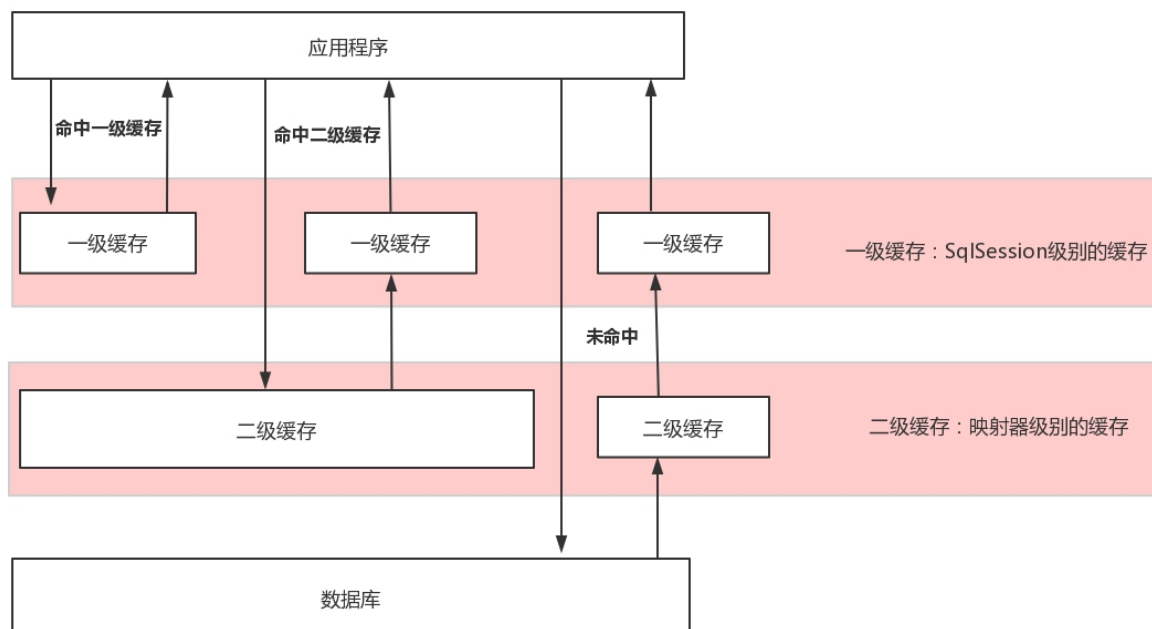 应用程序
命中一级缓存
命中二级缓存
一级缓存
一级缓存
一级缓存
一级缓存：SqlSession级别的缓存
未命中
二级缓存
二级缓存
二级缓存：映射器级别的缓存
数据库